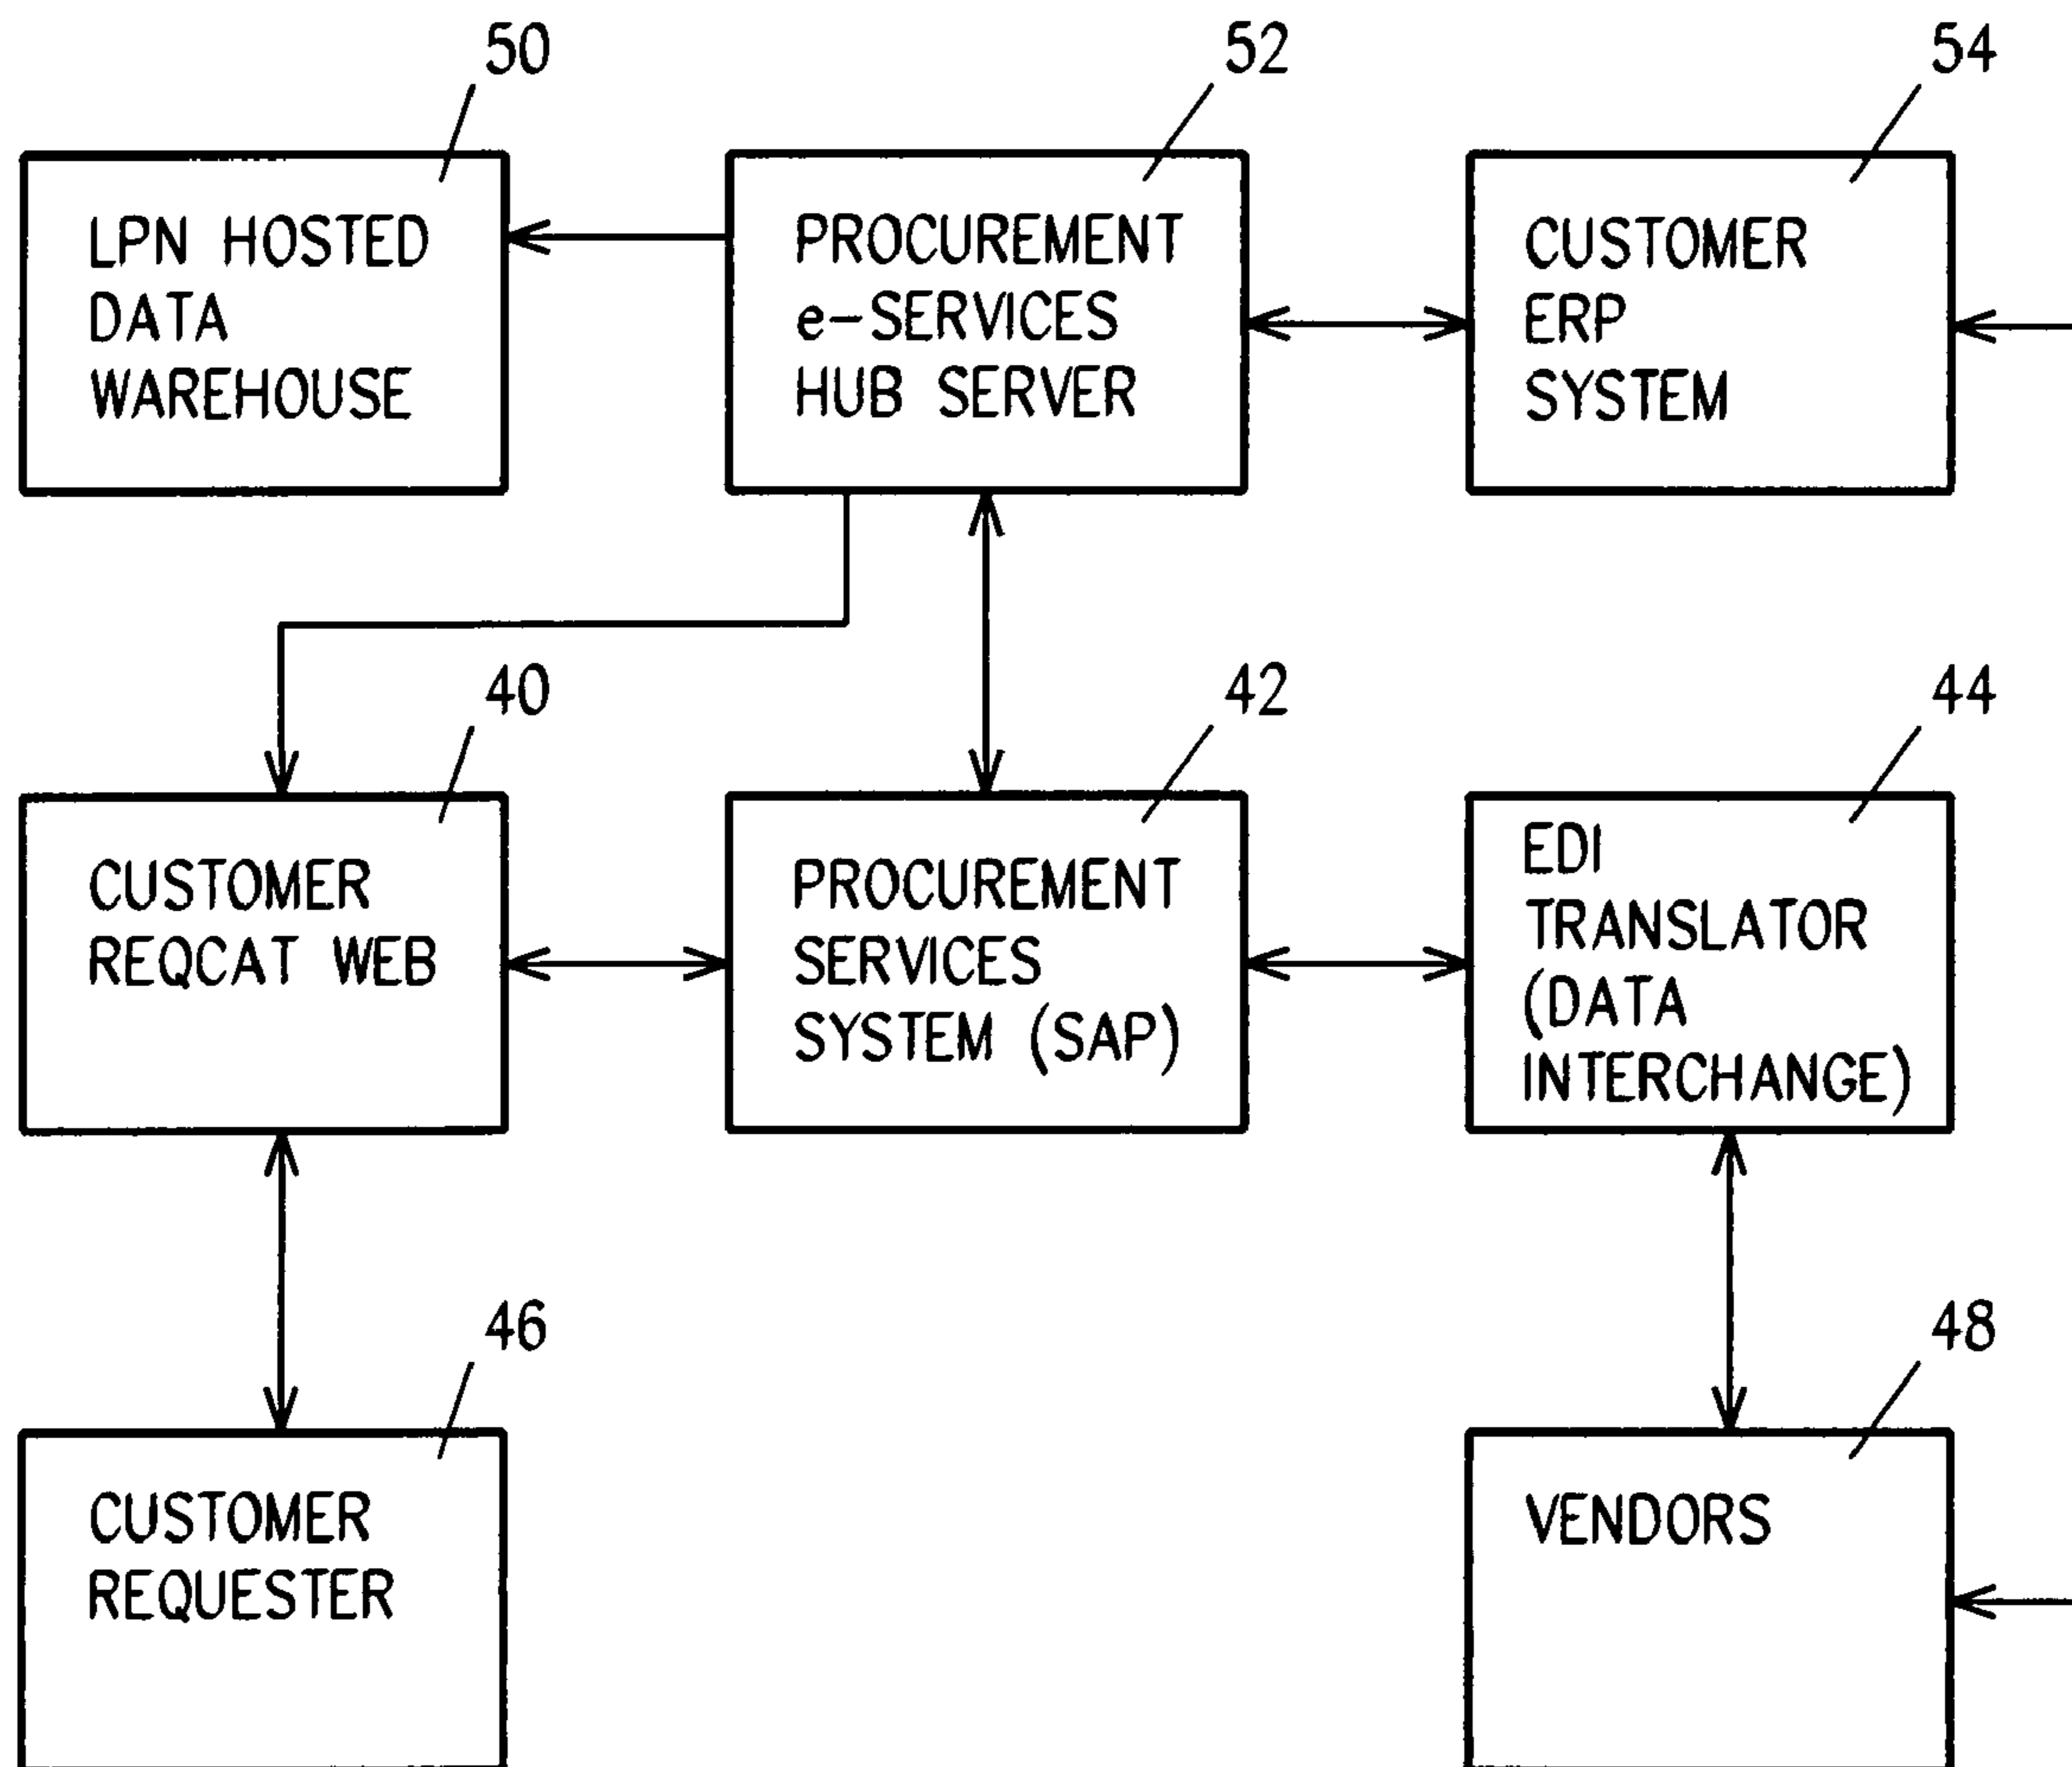 50
52
54
LPN HOSTED
DATA
WAREHOUSE
PROCUREMENT
e-SERVICES
HUB SERVER
CUSTOMER
ERP
SYSTEM
40
42
44
CUSTOMER
REQCAT WEB
PROCUREMENT
SERVICES
SYSTEM (SAP)
EDI
TRANSLATOR
(DATA
INTERCHANGE)
46
48
CUSTOMER
REQUESTER
VENDORS